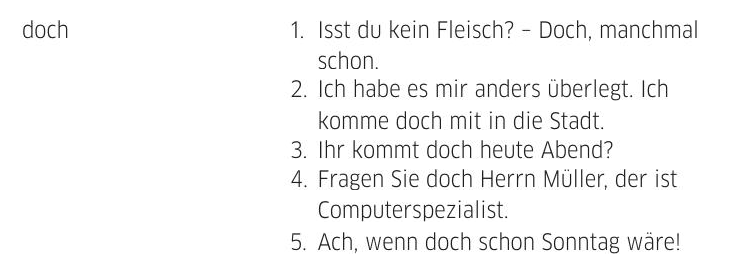 doch
1. Isst du kein Fleisch? – Doch, manchmal
schon.
2. Ich habe es mir anders überlegt. Ich
komme doch mit in die Stadt.
3. Ihr kommt doch heute Abend?
4. Fragen Sie doch Herrn Müller, der ist
Computerspezialist.
5. Ach, wenn doch schon Sonntag wäre!